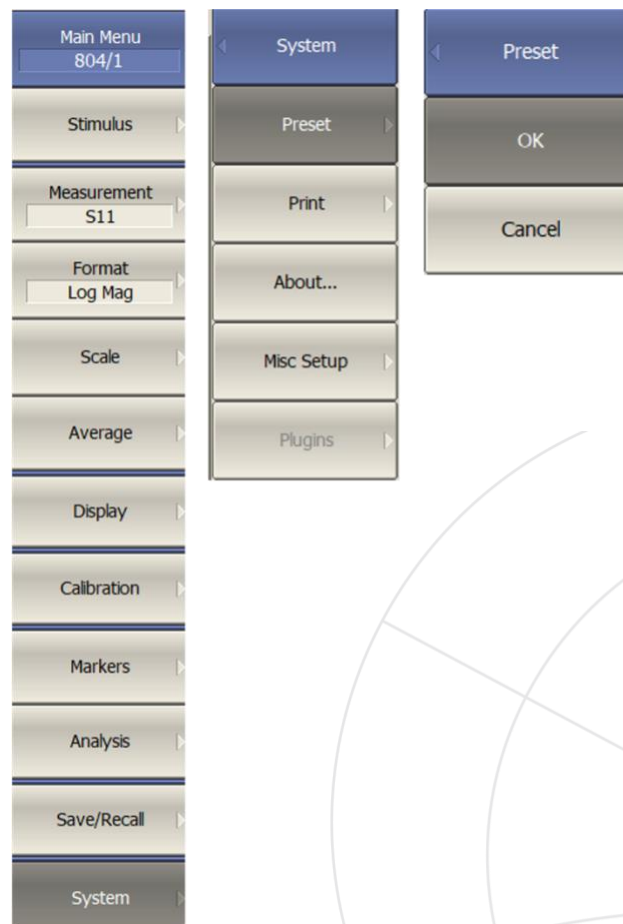 Main Menu
804/1
Stimulus
Measurement
S11
Format
Log Mag
Scale
Average
Display
Calibration
Markers
Analysis
Save/Recall
System
System
Preset
Print
About...
Misc Setup
Plugins
Preset
OK
Cancel